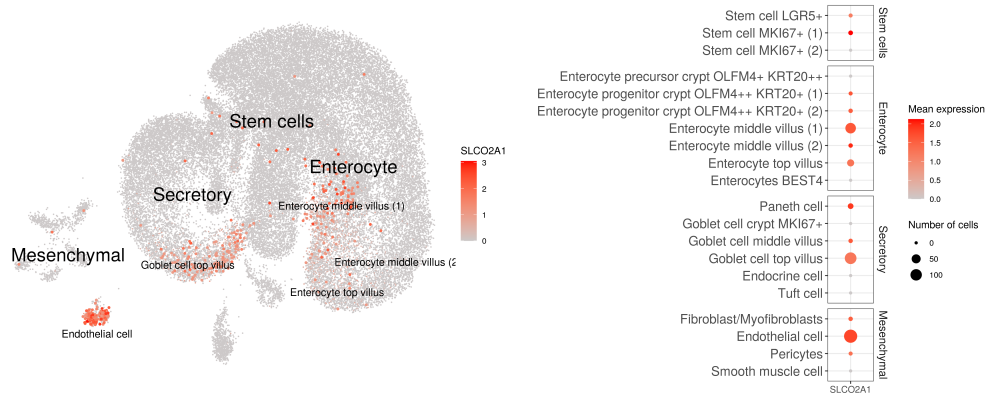 Stem cells
Enterocyte
Secretory
Enterocyte middle villus (1)
Mesenchymal
Goblet cell top villus
Enterocyte middle villus (2
Enterocyte top villus
Endothelial cell
SLCO2A1
3
2
1
0
Stem cell LGR5+
Stem cell MKI67+ (1)
Stem cell MKI67+ (2)
Stem cells
Enterocyte precursor crypt OLFM4+ KRT20++
Enterocyte progenitor crypt OLFM4++ KRT20+ (1)
Enterocyte progenitor crypt OLFM4++ KRT20+ (2)
Enterocyte middle villus (1)
Enterocyte middle villus (2)
Enterocyte top villus
Enterocytes BEST4
Enterocyte
Paneth cell
Goblet cell crypt MKI67+
Goblet cell middle villus
Goblet cell top villus
Endocrine cell
Tuft cell
Secretory
Fibroblast/Myofibroblasts
Endothelial cell
Pericytes
Smooth muscle cell
Mesenchymal
SLCO2A1
Mean expression
2.0
1.5
1.0
0.5
0.0
Number of cells
0
50
100